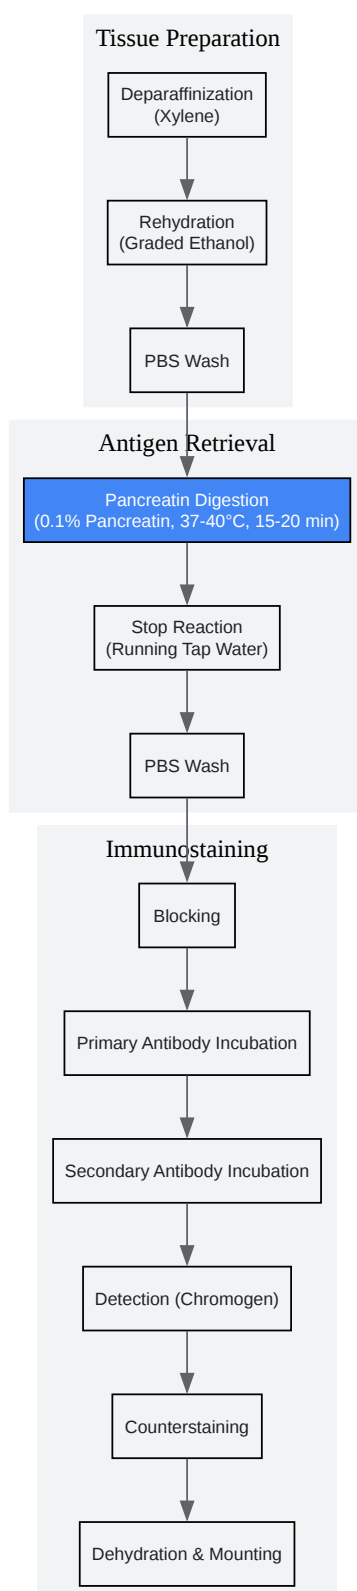 Tissue Preparation
Deparaffinization
(Xylene)
Rehydration
(Graded Ethanol)
PBS Wash
Antigen Retrieval
Pancreatin Digestion
(0.1% Pancreatin, 37-40°C, 15-20 min)
Stop Reaction
(Running Tap Water)
PBS Wash
Immunostaining
Blocking
Primary Antibody Incubation
Secondary Antibody Incubation
Detection (Chromogen)
Counterstaining
Dehydration & Mounting